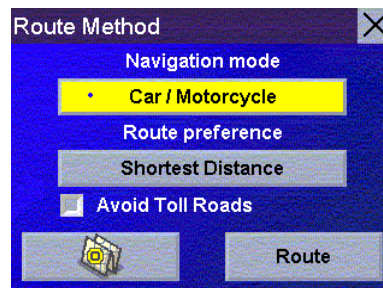 Route Method
Navigation mode
Car / Motorcycle
Route preference
Shortest Distance
Avoid Toll Roads
Route